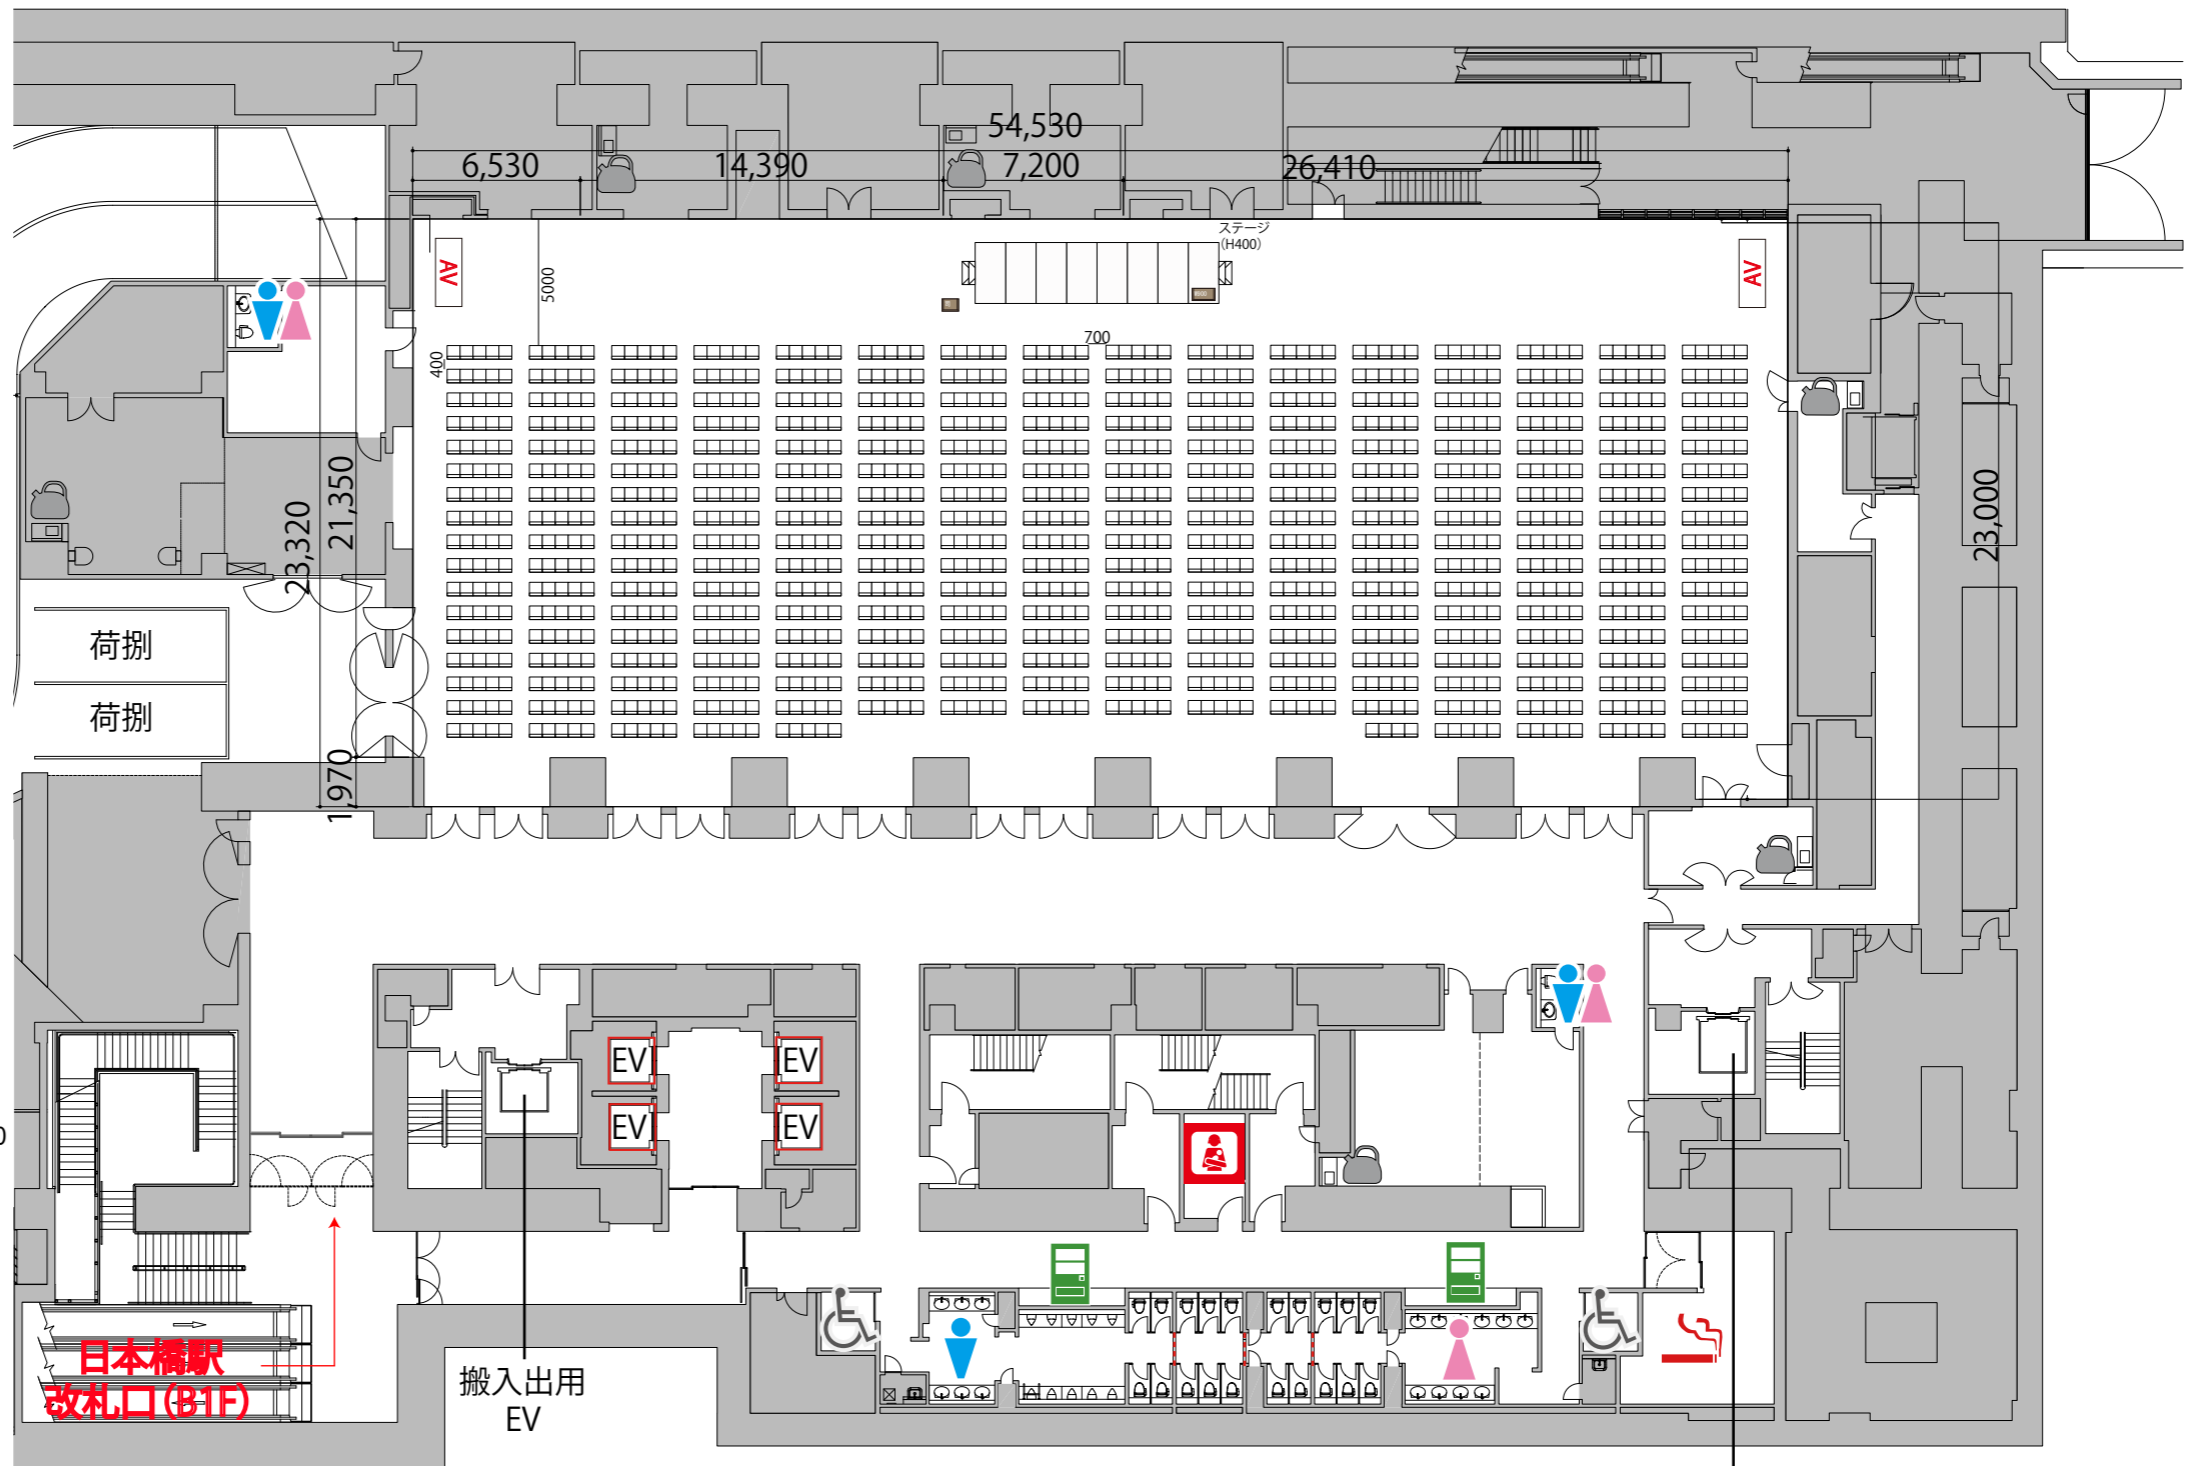 54,530
6,530
14,390
7,200
26,410
ステージ
(H400)
AV
AV
5000
700
400
23,320
21,350
23,000
荷捌
荷捌
1,970
EV
EV
EV
EV
日本橋駅
改札口(B1F)
搬入出用
EV